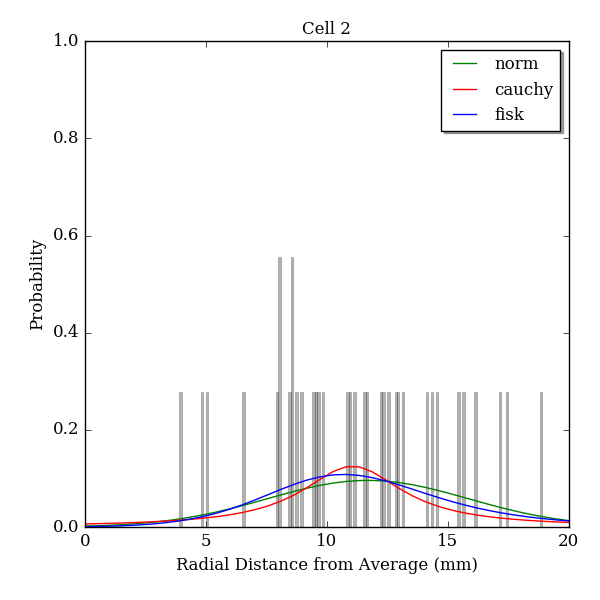 Cell 2
1.0
0.8
0.6
0.4
0.2
0.0
Probability
norm
cauchy
fisk
0 5 10 15 20
Radial Distance from Average (mm)